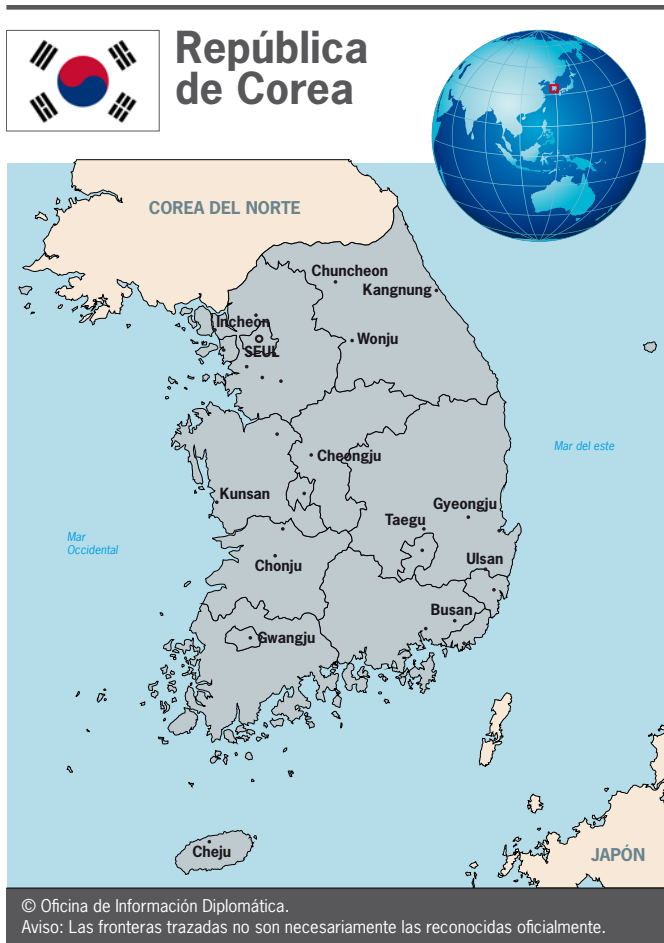 República
de Corea
COREA DEL NORTE
Chuncheon
Kangnung
Incheon
SEUL
Wonju
Cheongju
Mar del este
Kunsan
Gyeongju
Taegu
Mar
Occidental
Chonju
Ulsan
Busan
Gwangju
Cheju
JAPÓN
© Oficina de Información Diplomática.
Aviso: Las fronteras trazadas no son necesariamente las reconocidas oficialmente.